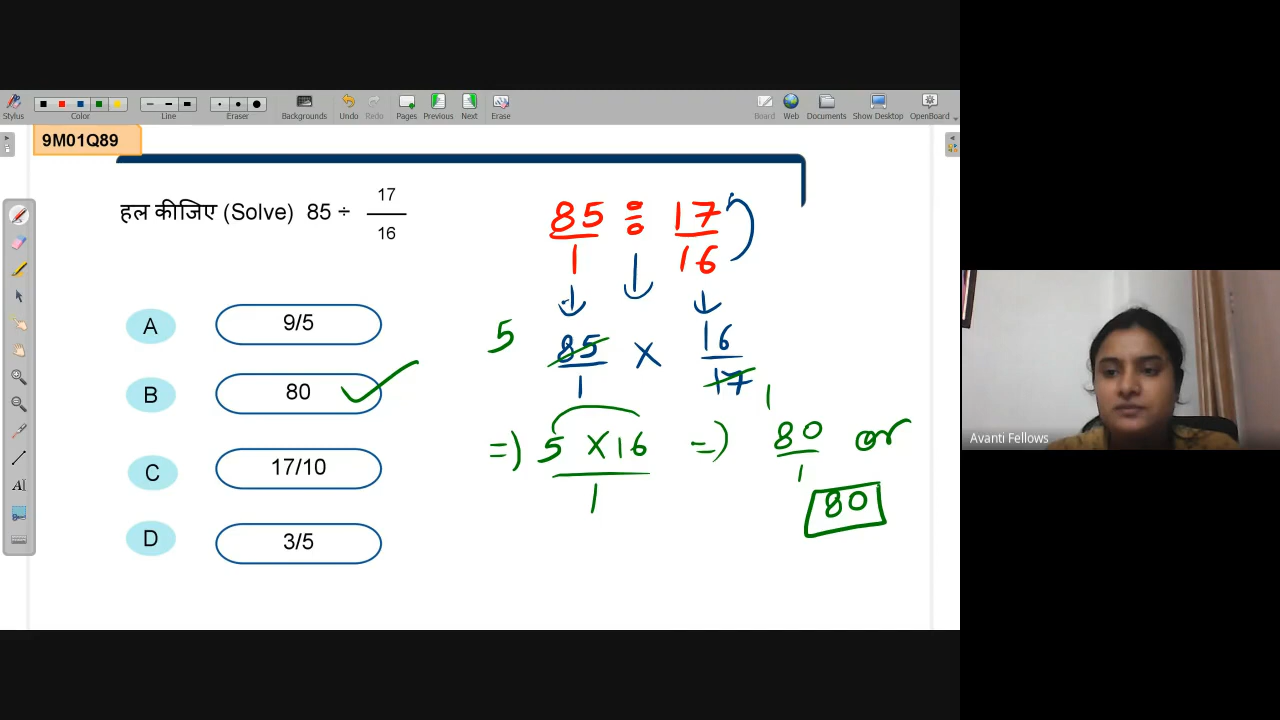 Stylus Color Line Eraser Backgrounds Undo Redo Pages Previous Next Erase Board Web Documents Show Desktop OpenBoard
9M01Q89
हल कीजिए (Solve) 85 ÷ 17/16
A 9/5
B 80
C 17/10
D 3/5
85/1 ÷ 17/16
5 85/1 × 16/17 1
=) 5 × 16/1 =) 80/1 or
80
Avanti Fellows